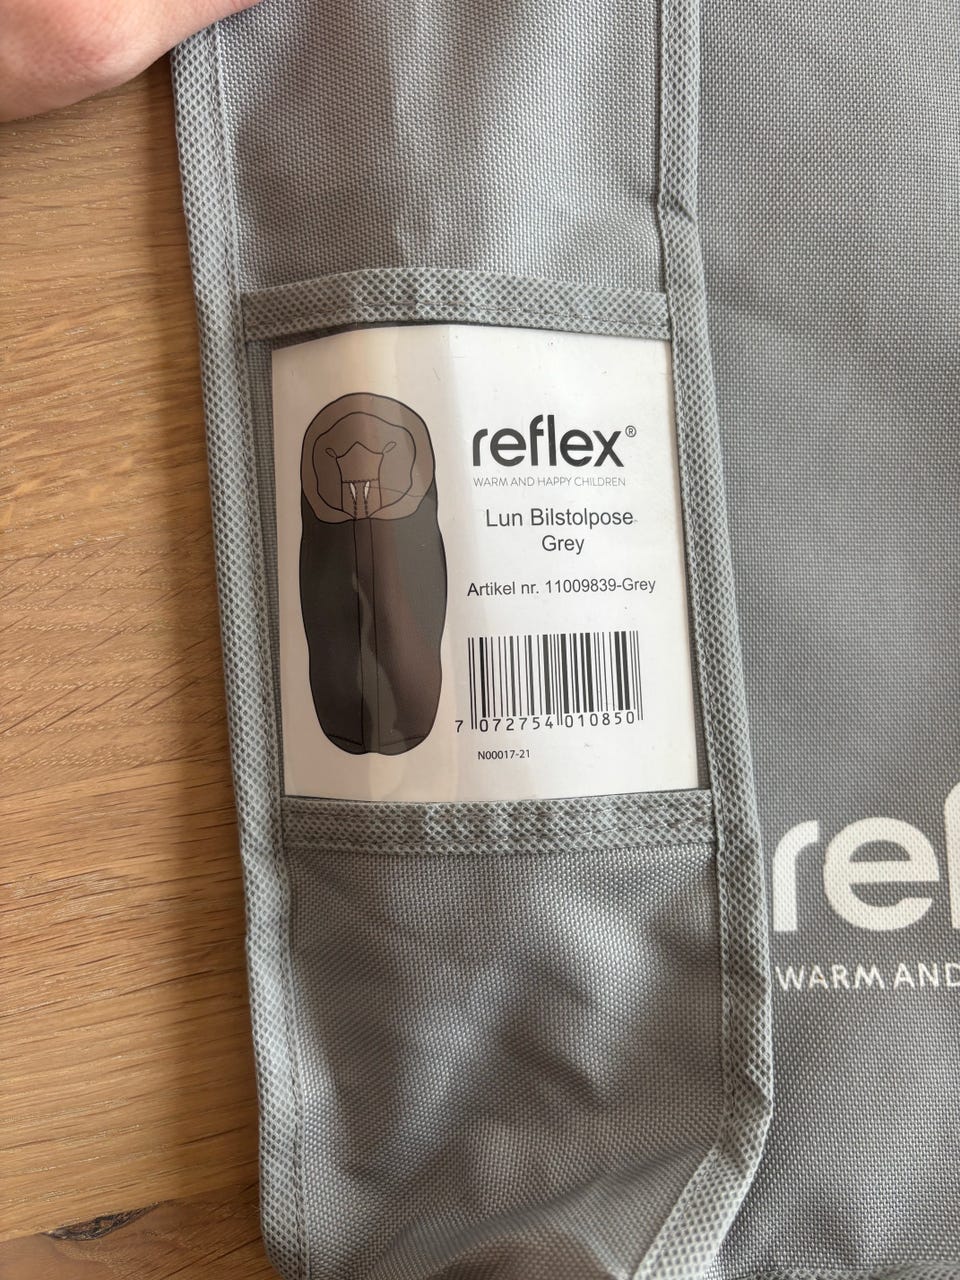 reflex®
WARM AND HAPPY CHILDREN
Lun Bilstolpose
Grey
Artikel nr. 11009839-Grey
7 072754 010850
N00017-21
ref
WARM AND